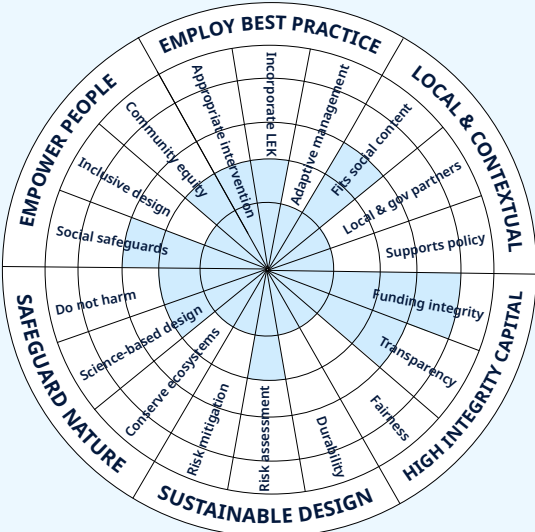 EMPLOY BEST PRACTICE
Appropriate intervention
Incorporate LEK
Adaptive management
LOCAL & CONTEXTUAL
Fits social content
Local & gov partners
Supports policy
HIGH INTEGRITY CAPITAL
Funding integrity
Transparency
Fairness
SUSTAINABLE DESIGN
Durability
Risk assessment
Risk mitigation
SAFEGUARD NATURE
Conserve ecosystems
Science-based design
Do not harm
EMPOWER PEOPLE
Social safeguards
Inclusive design
Community equity